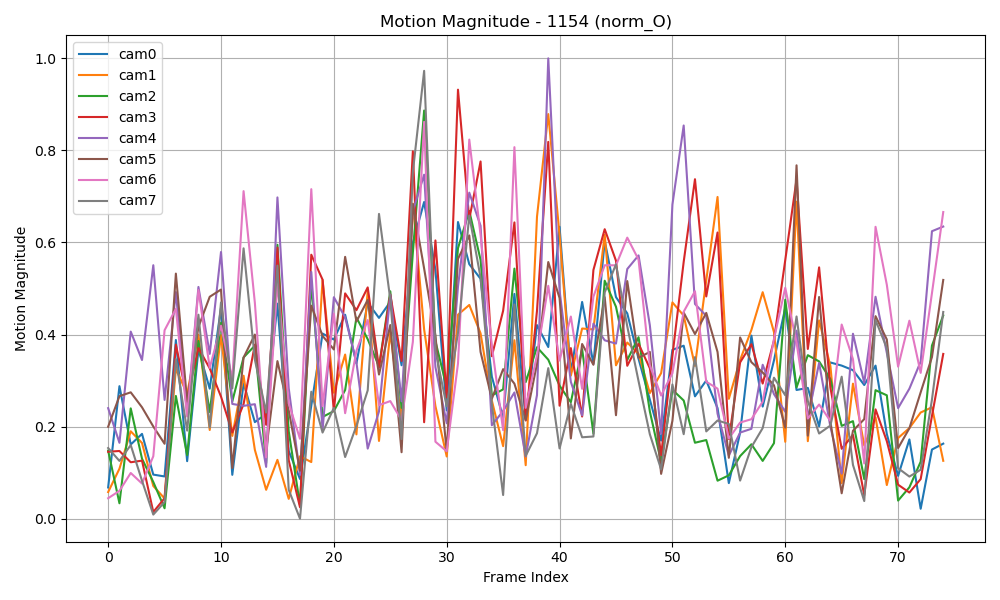 Motion Magnitude - 1154 (norm_O)
1.0
0.8
0.6
0.4
0.2
0.0
Motion Magnitude
cam0
cam1
cam2
cam3
cam4
cam5
cam6
cam7
0 10 20 30 40 50 60 70
Frame Index